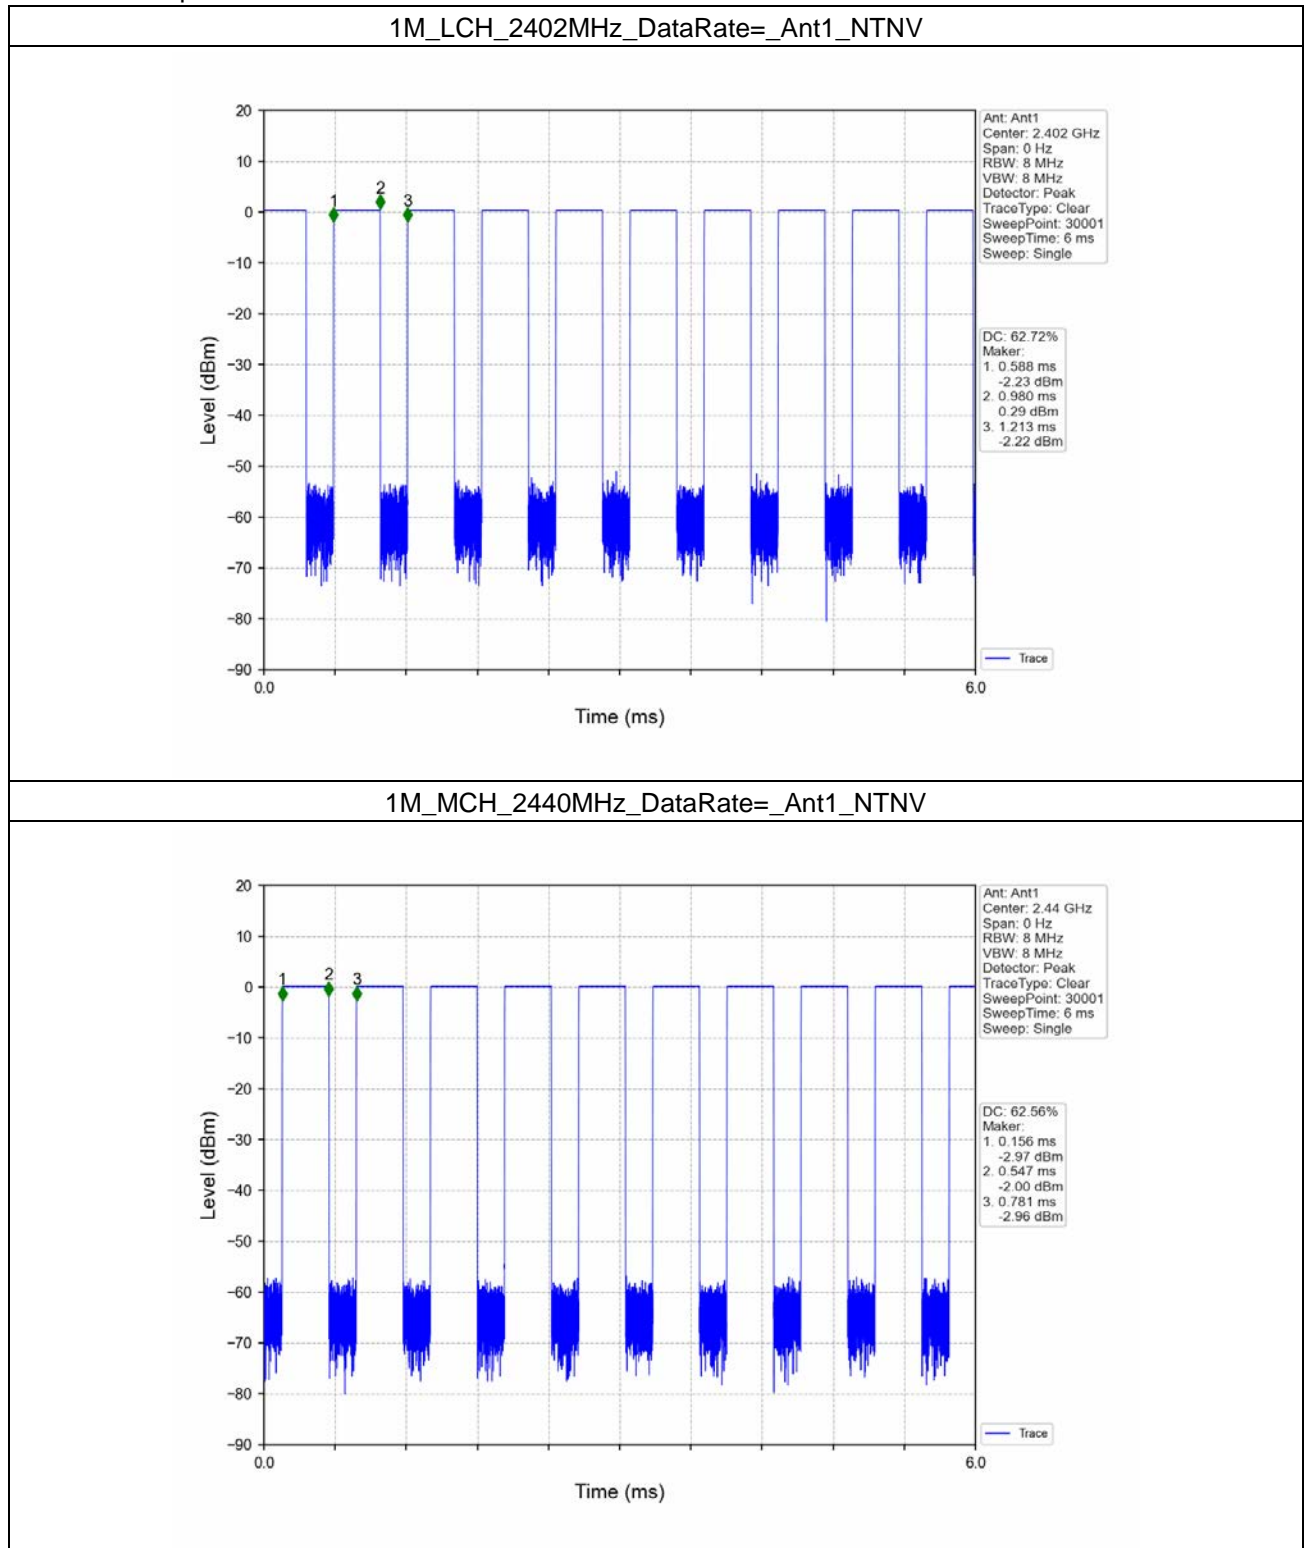 1M_LCH_2402MHz_DataRate=_Ant1_NTNV
20
10
0
−10
−20
−30
−40
−50
−60
−70
−80
−90
Level (dBm)
1
2
3
0.0
6.0
Time (ms)
Ant: Ant1
Center: 2.402 GHz
Span: 0 Hz
RBW: 8 MHz
VBW: 8 MHz
Detector: Peak
TraceType: Clear
SweepPoint: 30001
SweepTime: 6 ms
Sweep: Single
DC: 62.72%
Maker:
1. 0.588 ms
-2.23 dBm
2. 0.980 ms
0.29 dBm
3. 1.213 ms
-2.22 dBm
Trace
1M_MCH_2440MHz_DataRate=_Ant1_NTNV
20
10
0
−10
−20
−30
−40
−50
−60
−70
−80
−90
Level (dBm)
1
2
3
0.0
6.0
Time (ms)
Ant: Ant1
Center: 2.44 GHz
Span: 0 Hz
RBW: 8 MHz
VBW: 8 MHz
Detector: Peak
TraceType: Clear
SweepPoint: 30001
SweepTime: 6 ms
Sweep: Single
DC: 62.56%
Maker:
1. 0.156 ms
-2.97 dBm
2. 0.547 ms
-2.00 dBm
3. 0.781 ms
-2.96 dBm
Trace